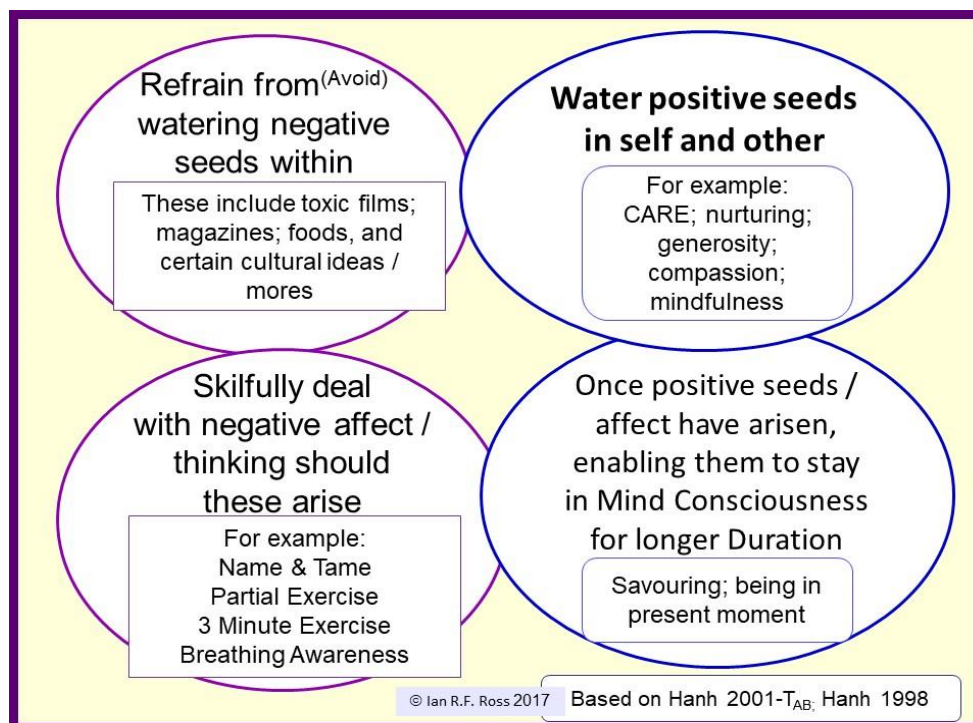 Refrain from(Avoid)
watering negative
seeds within
These include toxic films;
magazines; foods, and
certain cultural ideas /
mores
Water positive seeds
in self and other
For example:
CARE; nurturing;
generosity;
compassion;
mindfulness
Skilfully deal
with negative affect /
thinking should
these arise
For example:
Name & Tame
Partial Exercise
3 Minute Exercise
Breathing Awareness
Once positive seeds /
affect have arisen,
enabling them to stay
in Mind Consciousness
for longer Duration
Savouring; being in
present moment
© Ian R.F. Ross 2017
Based on Hanh 2001-TAB; Hanh 1998